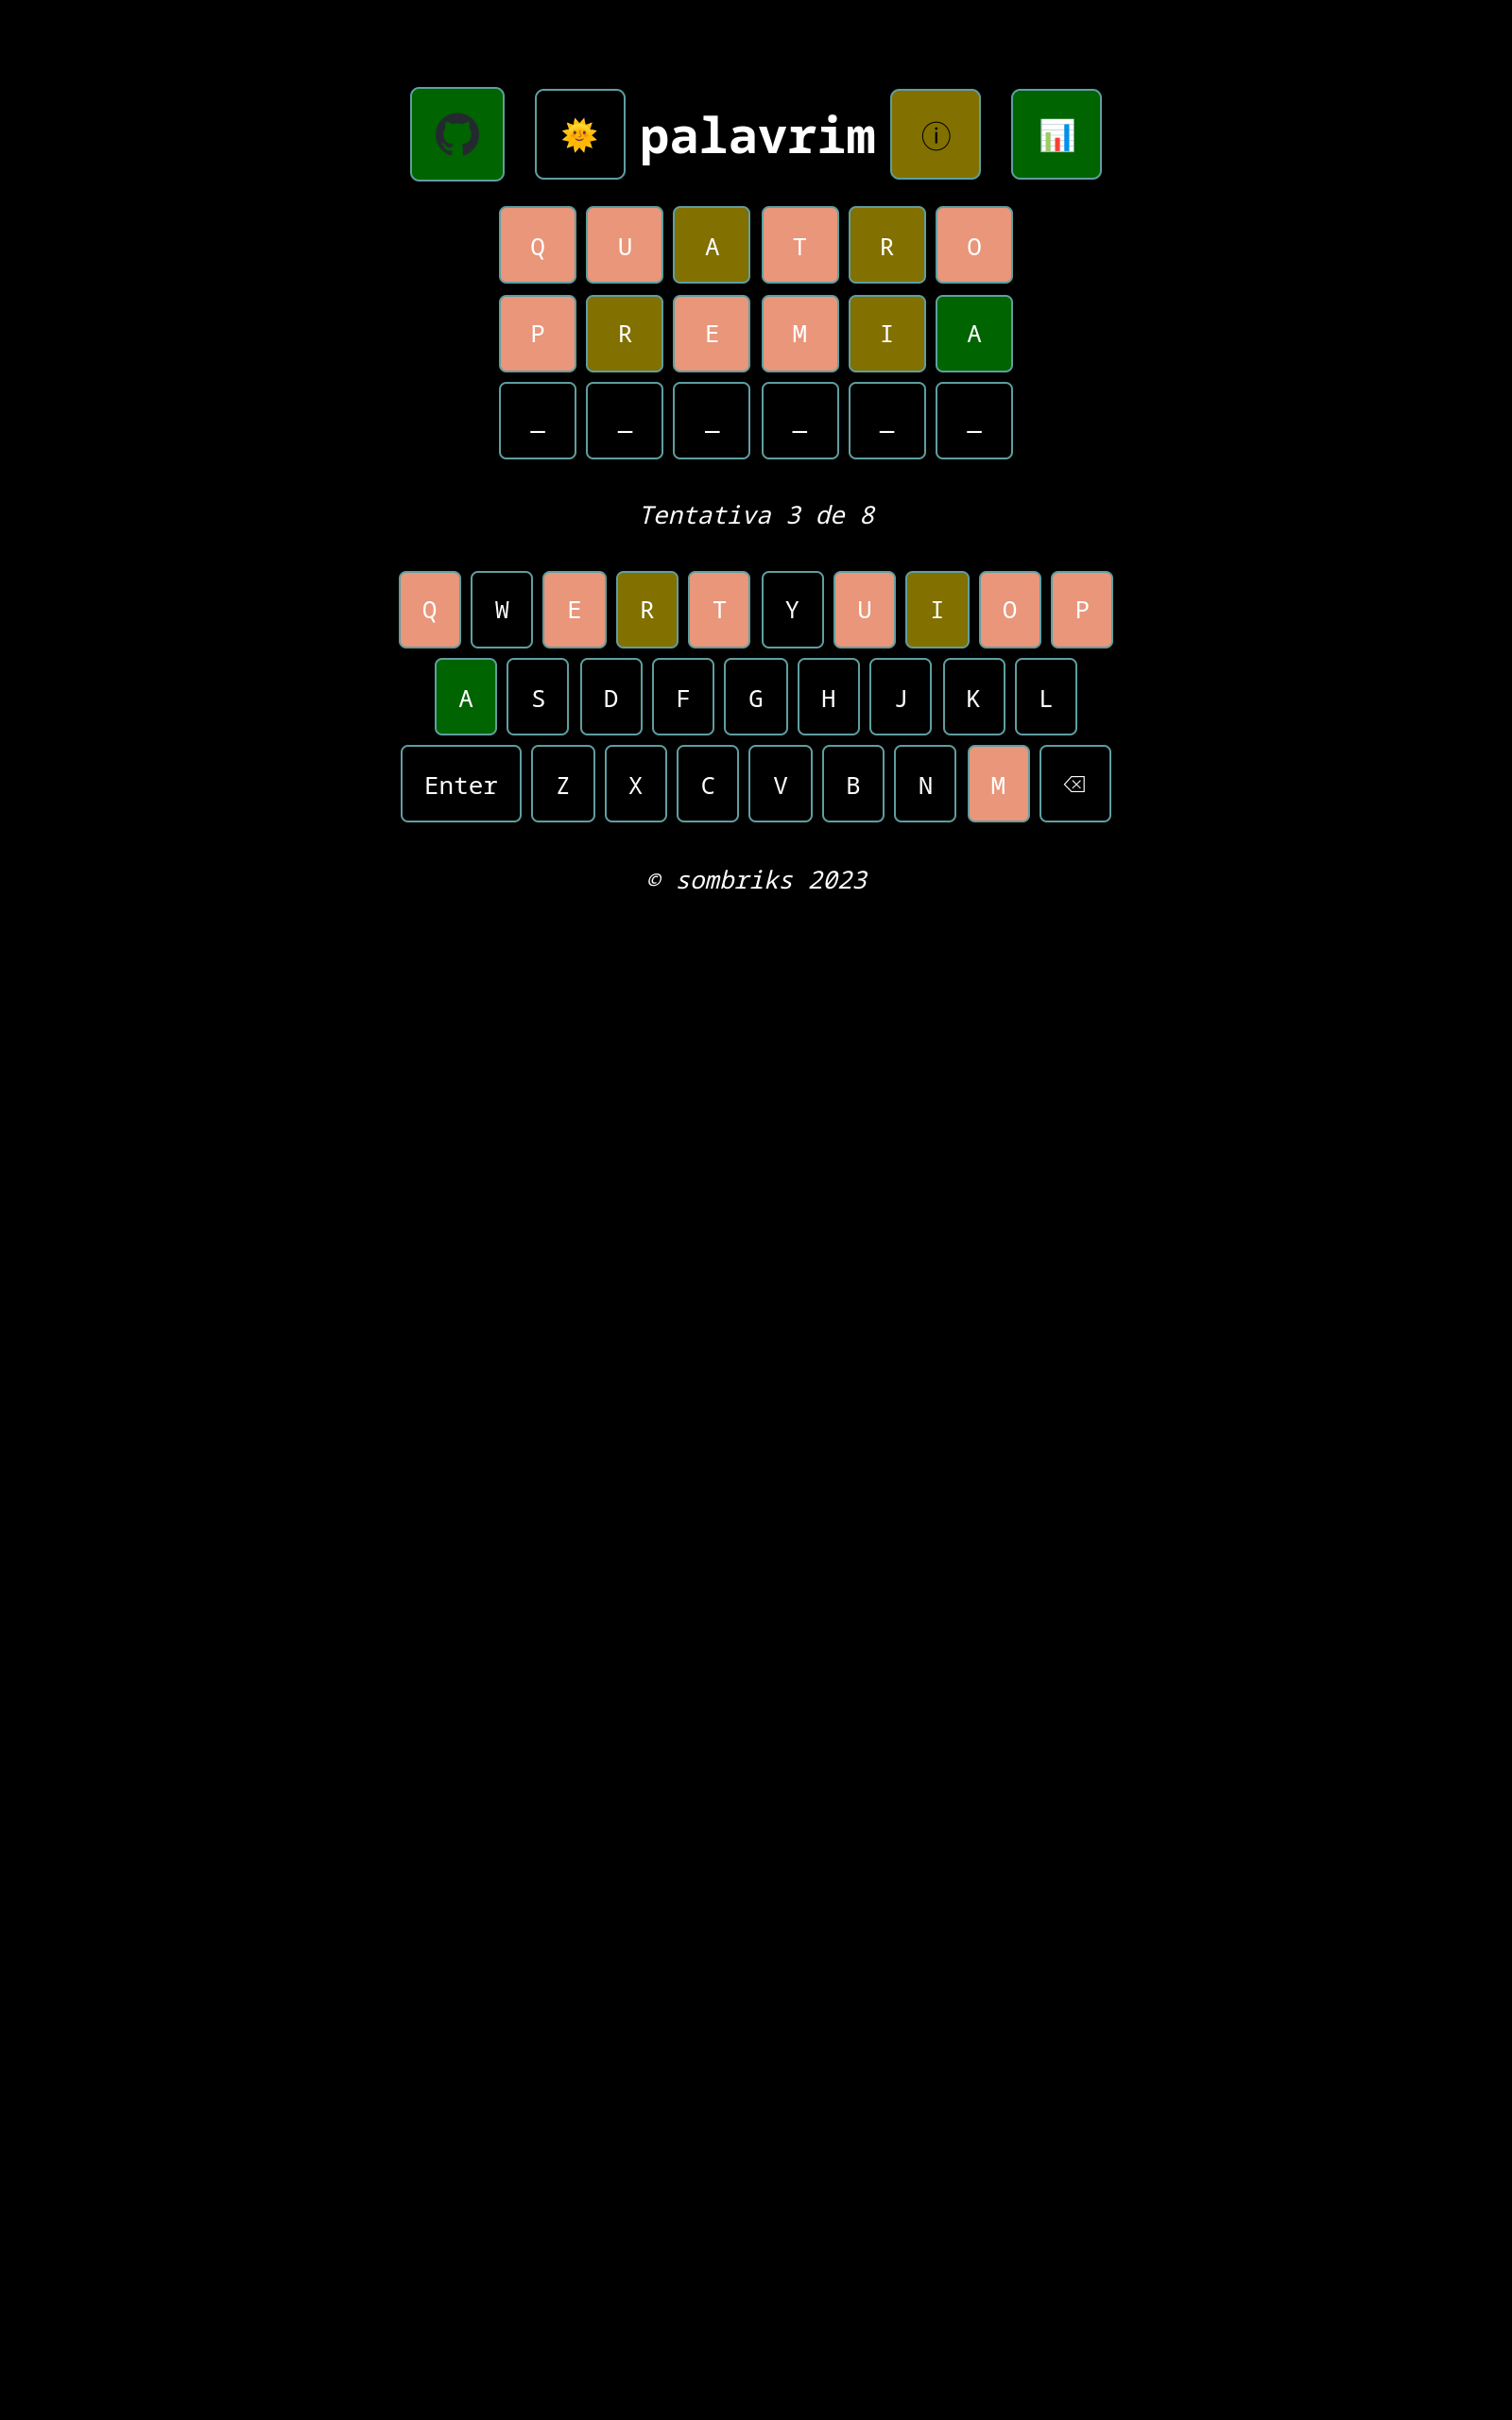 palavrim ⓘ
Q U A T R O
P R E M I A
_ _ _ _ _ _
Tentativa 3 de 8
Q W E R T Y U I O P
A S D F G H J K L
Enter Z X C V B N M ⌫
© sombriks 2023